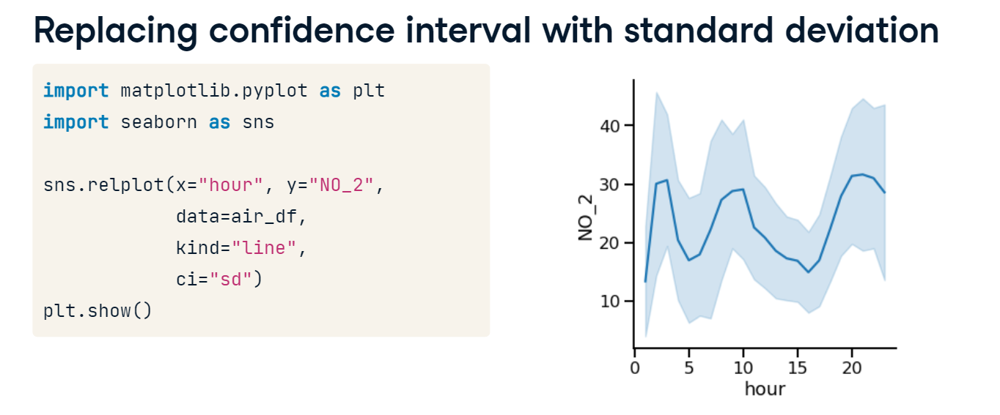 Replacing confidence interval with standard deviation
import matplotlib.pyplot as plt
import seaborn as sns
sns.relplot(x="hour", y="NO_2",
data=air_df,
kind="line",
ci="sd")
plt.show()
40
30
20
10
NO_2
0 5 10 15 20
hour